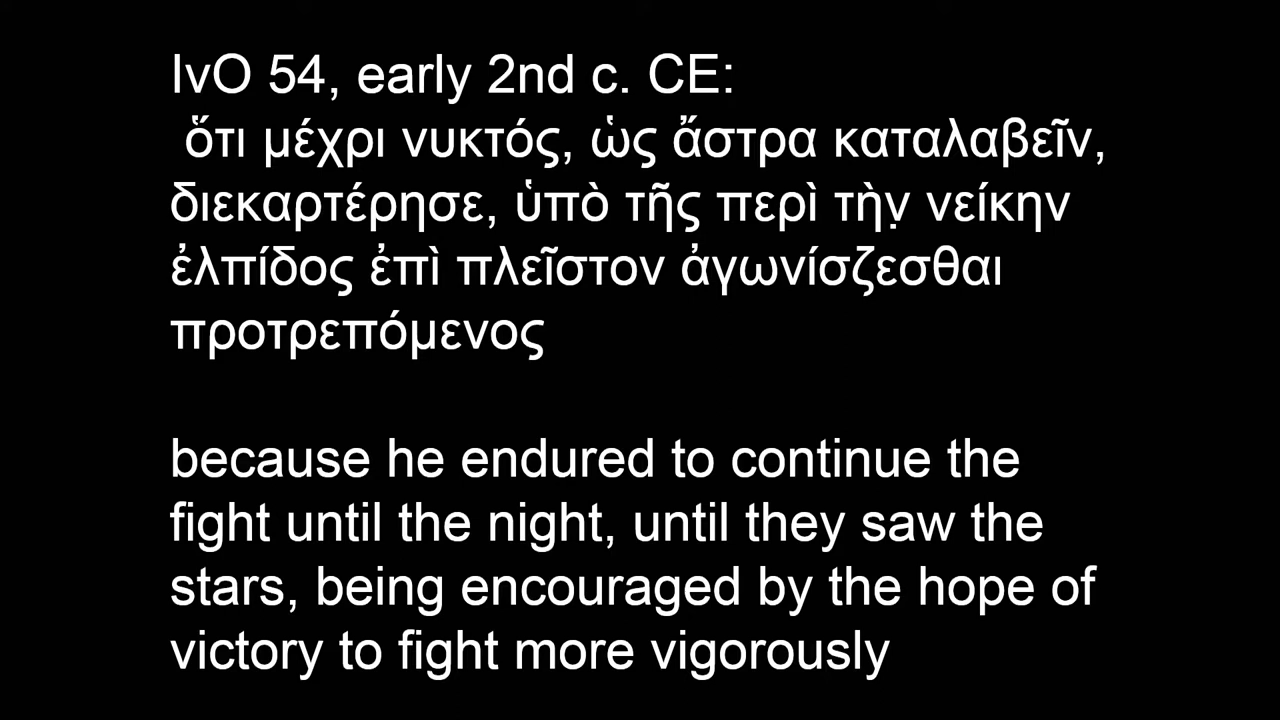 IvO 54, early 2nd c. CE:
ὅτι μέχρι νυκτός, ὡς ἄστρα καταλαβεῖν,
διεκαρτέρησε, ὑπὸ τῆς περὶ τὴν̣ νείκην
ἐλπίδος ἐπὶ πλεῖστον ἀγωνίσζεσθαι
προτρεπόμενος
because he endured to continue the
fight until the night, until they saw the
stars, being encouraged by the hope of
victory to fight more vigorously